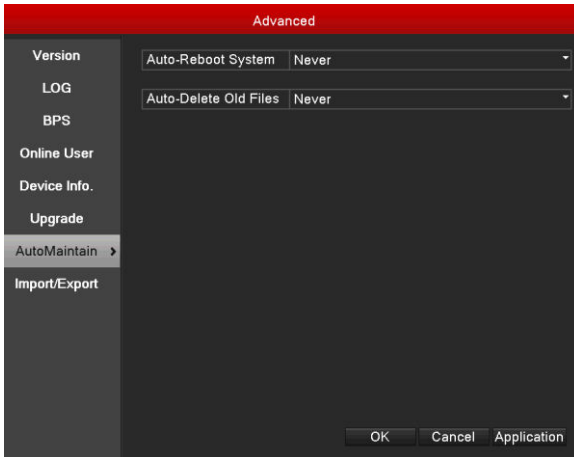 Advanced
Version
LOG
BPS
Online User
Device Info.
Upgrade
AutoMaintain >
Import/Export
Auto-Reboot System Never
Auto-Delete Old Files Never
OK Cancel Application